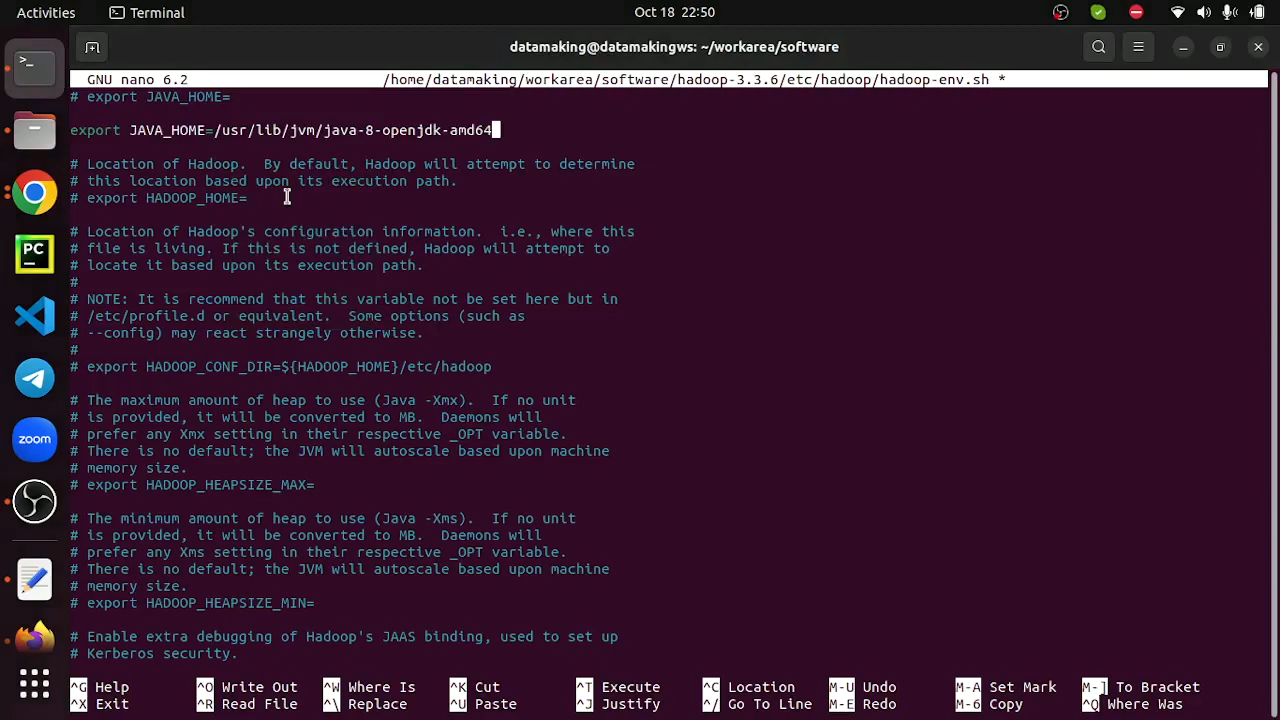 Activities Terminal Oct 18 22:50
datamaking@datamakingws: ~/workarea/software
GNU nano 6.2 /home/datamaking/workarea/software/hadoop-3.3.6/etc/hadoop/hadoop-env.sh *
# export JAVA_HOME=
export JAVA_HOME=/usr/lib/jvm/java-8-openjdk-amd64
# Location of Hadoop.  By default, Hadoop will attempt to determine
# this location based upon its execution path.
# export HADOOP_HOME=
# Location of Hadoop's configuration information.  i.e., where this
# file is living. If this is not defined, Hadoop will attempt to
# locate it based upon its execution path.
#
# NOTE: It is recommend that this variable not be set here but in
# /etc/profile.d or equivalent.  Some options (such as
# --config) may react strangely otherwise.
#
# export HADOOP_CONF_DIR=${HADOOP_HOME}/etc/hadoop
# The maximum amount of heap to use (Java -Xmx).  If no unit
# is provided, it will be converted to MB.  Daemons will
# prefer any Xmx setting in their respective _OPT variable.
# There is no default; the JVM will autoscale based upon machine
# memory size.
# export HADOOP_HEAPSIZE_MAX=
# The minimum amount of heap to use (Java -Xms).  If no unit
# is provided, it will be converted to MB.  Daemons will
# prefer any Xms setting in their respective _OPT variable.
# There is no default; the JVM will autoscale based upon machine
# memory size.
# export HADOOP_HEAPSIZE_MIN=
# Enable extra debugging of Hadoop's JAAS binding, used to set up
# Kerberos security.
^G Help ^O Write Out ^W Where Is ^K Cut ^T Execute ^C Location M-U Undo M-A Set Mark M-] To Bracket
^X Exit ^R Read File ^\ Replace ^U Paste ^J Justify ^/ Go To Line M-E Redo M-6 Copy ^Q Where Was
PC
zoom